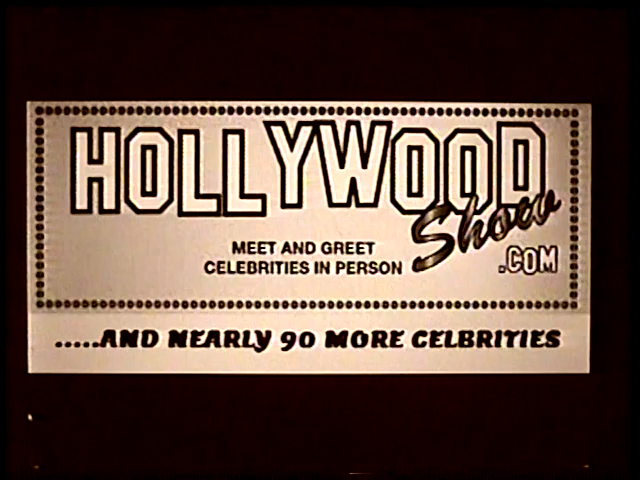 HOLLYWOOD
Show
.COM
MEET AND GREET
CELEBRITIES IN PERSON
.....AND NEARLY 90 MORE CELBRITIES